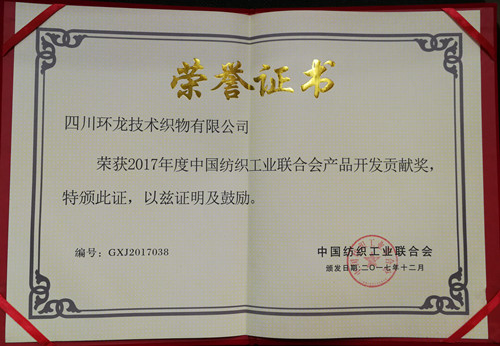 荣誉证书
四川环龙技术织物有限公司
荣获2017年度中国纺织工业联合会产品开发贡献奖，
特颁此证，以兹证明及鼓励。
编号：GXJ2017038
中国纺织工业联合会
颁发日期:二〇一七年十二月